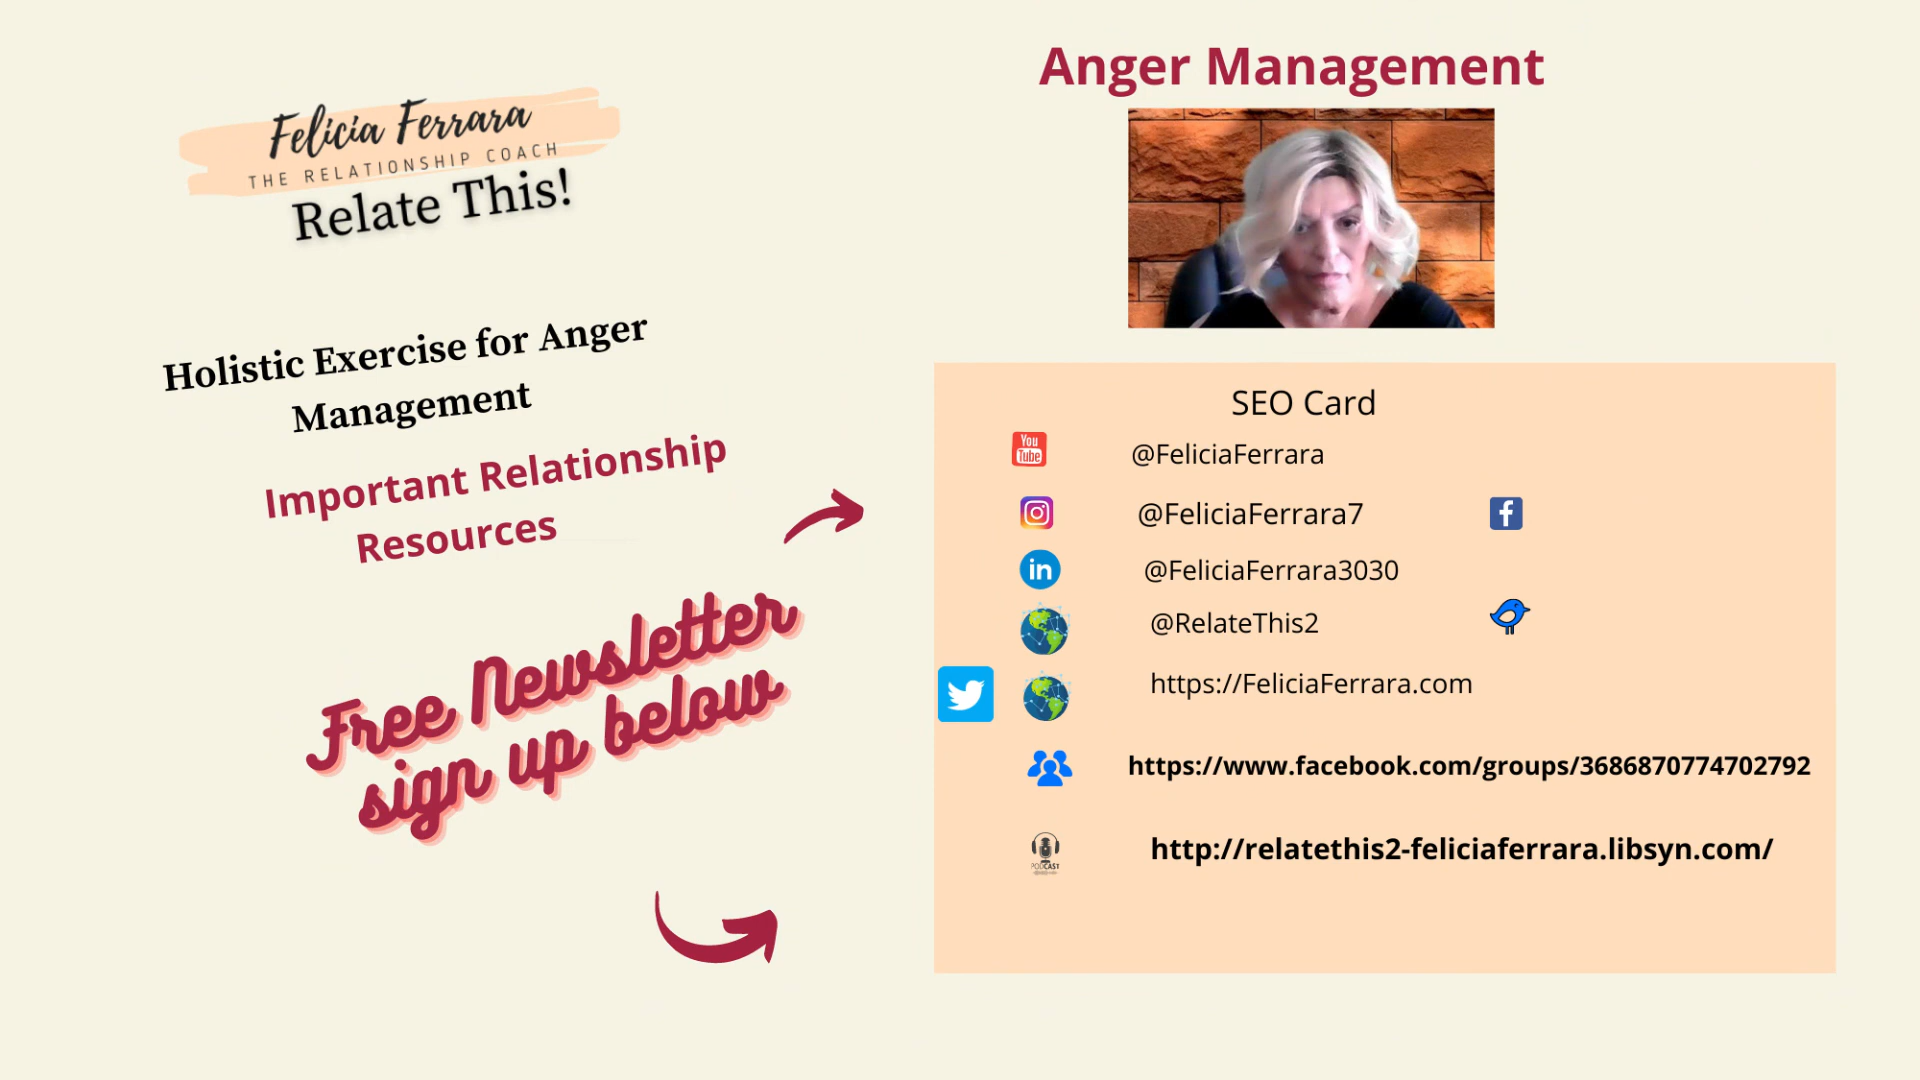 Felicia Ferrara
THE RELATIONSHIP COACH
Relate This!
Holistic Exercise for Anger
Management
Important Relationship
Resources
Free Newsletter
sign up below
Anger Management
SEO Card
You
Tube
@FeliciaFerrara
@FeliciaFerrara7
f
in
@FeliciaFerrara3030
@RelateThis2
https://FeliciaFerrara.com
https://www.facebook.com/groups/3686870774702792
PODCAST
http://relatethis2-feliciaferrara.libsyn.com/